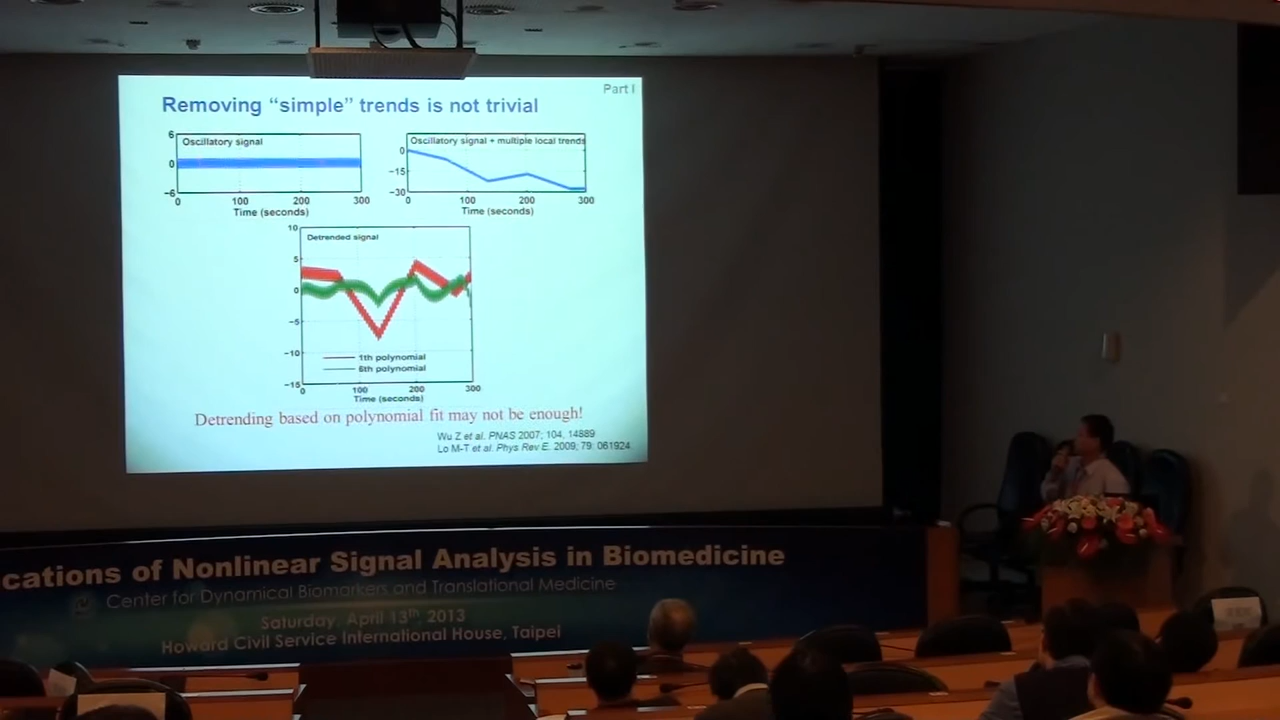 Part I
Removing “simple” trends is not trivial
Oscillatory signal
6
0
−6
0 100 200 300
Time (seconds)
Oscillatory signal + multiple local trends
0
−15
−30
0 100 200 300
Time (seconds)
Detrended signal
10
5
0
−5
−10
−15
1th polynomial
6th polynomial
0 100 200 300
Time (seconds)
Detrending based on polynomial fit may not be enough!
Wu Z et al. PNAS 2007; 104, 14889
Lo M-T et al. Phys Rev E. 2009; 79: 061924
cations of Nonlinear Signal Analysis in Biomedicine
Center for Dynamical Biomarkers and Translational Medicine
Saturday, April 13th, 2013
Howard Civil Service International House, Taipei